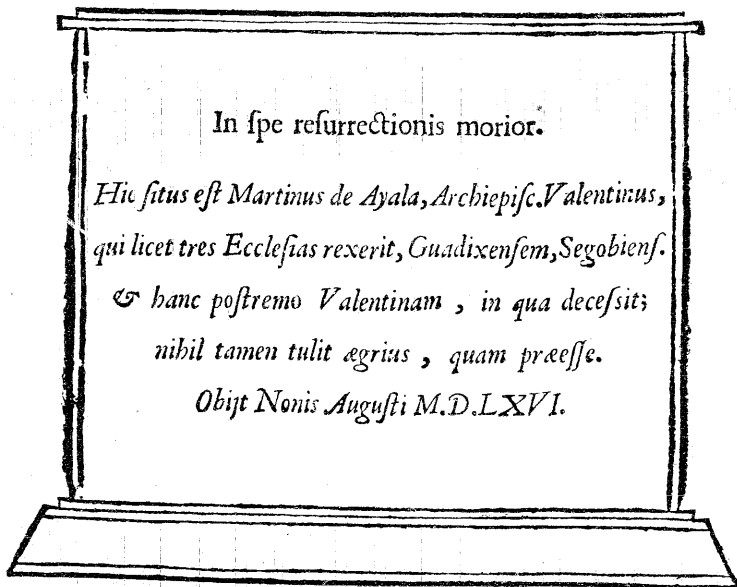 In ſpe reſurrectionis morior.
Hic ſitus eſt Martinus de Ayala, Archiepiſc. Valentinus,
qui licet tres Eccleſias rexerit, Guadixenſem, Segobienſ.
& hanc poſtremo Valentinam, in qua deceſsit;
nihil tamen tulit ægrius, quam præeſſe.
Obijt Nonis Auguſti M.D.LXVI.